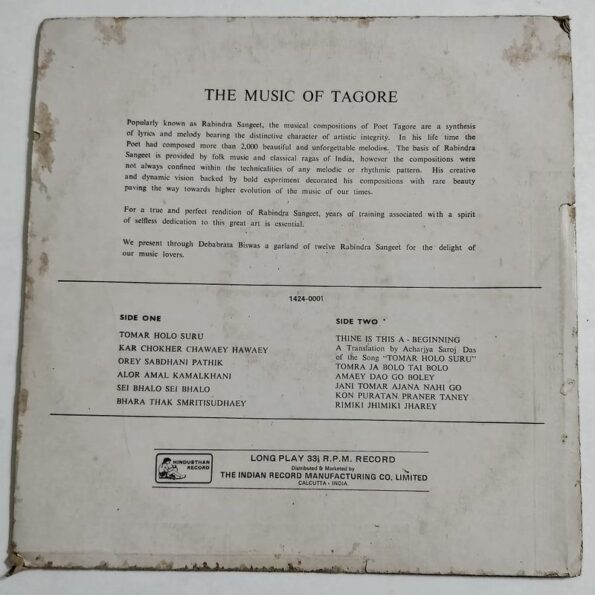 THE MUSIC OF TAGORE
Popularly known as Rabindra Sangeet, the musical compositions of Poet Tagore are a synthesis
of lyrics and melody bearing the distinctive character of artistic integrity. In his life time the
Poet had composed more than 2,000 beautiful and unforgettable melodies. The basis of Rabindra
Sangeet is provided by folk music and classical ragas of India, however the compositions were
not always confined within the technicalities of any melodic or rhythmic pattern. His creative
and dynamic vision backed by bold experiment decorated his compositions with rare beauty
paving the way towards higher evolution of the music of our times.
For a true and perfect rendition of Rabindra Sangeet, years of training associated with a spirit
of selfless dedication to this great art is essential.
We present through Debabrata Biswas a garland of twelve Rabindra Sangeet for the delight of
our music lovers.
1424-0001
SIDE ONE
TOMAR HOLO SURU
KAR CHOKHER CHAWAEY HAWAEY
OREY SABDHANI PATHIK
ALOR AMAL KAMALKHANI
SEI BHALO SEI BHALO
BHARA THAK SMRITISUDHAEY
SIDE TWO
THINE IS THIS A - BEGINNING
A Translation by Acharjya Saroj Das
of the Song "TOMAR HOLO SURU"
TOMRA JA BOLO TAI BOLO
AMAEY DAO GO BOLEY
JANI TOMAR AJANA NAHI GO
KON PURATAN PRANER TANEY
RIMIKI JHIMIKI JHAREY
HINDUSTHAN
RECORD
LONG PLAY 33⅓ R.P.M. RECORD
Distributed & Marketed by
THE INDIAN RECORD MANUFACTURING CO. LIMITED
CALCUTTA - INDIA